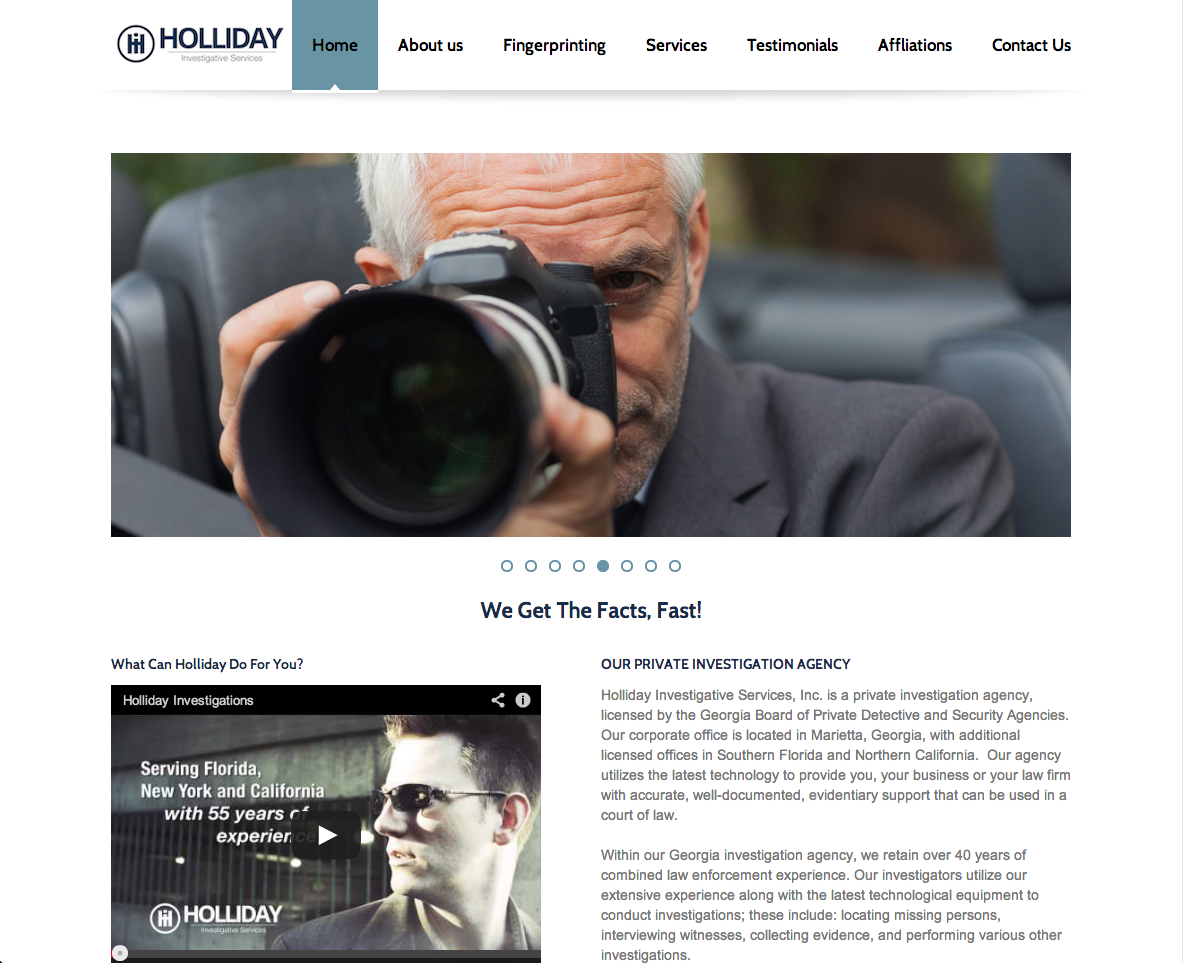 HOLLIDAY
Investigative Services
Home
About us
Fingerprinting
Services
Testimonials
Affliations
Contact Us
We Get The Facts, Fast!
What Can Holliday Do For You?
Holliday Investigations
Serving Florida,
New York and California
with 55 years of
experience
HOLLIDAY
Investigative Services
OUR PRIVATE INVESTIGATION AGENCY
Holliday Investigative Services, Inc. is a private investigation agency,
licensed by the Georgia Board of Private Detective and Security Agencies.
Our corporate office is located in Marietta, Georgia, with additional
licensed offices in Southern Florida and Northern California.  Our agency
utilizes the latest technology to provide you, your business or your law firm
with accurate, well-documented, evidentiary support that can be used in a
court of law.
Within our Georgia investigation agency, we retain over 40 years of
combined law enforcement experience. Our investigators utilize our
extensive experience along with the latest technological equipment to
conduct investigations; these include: locating missing persons,
interviewing witnesses, collecting evidence, and performing various other
investigations.